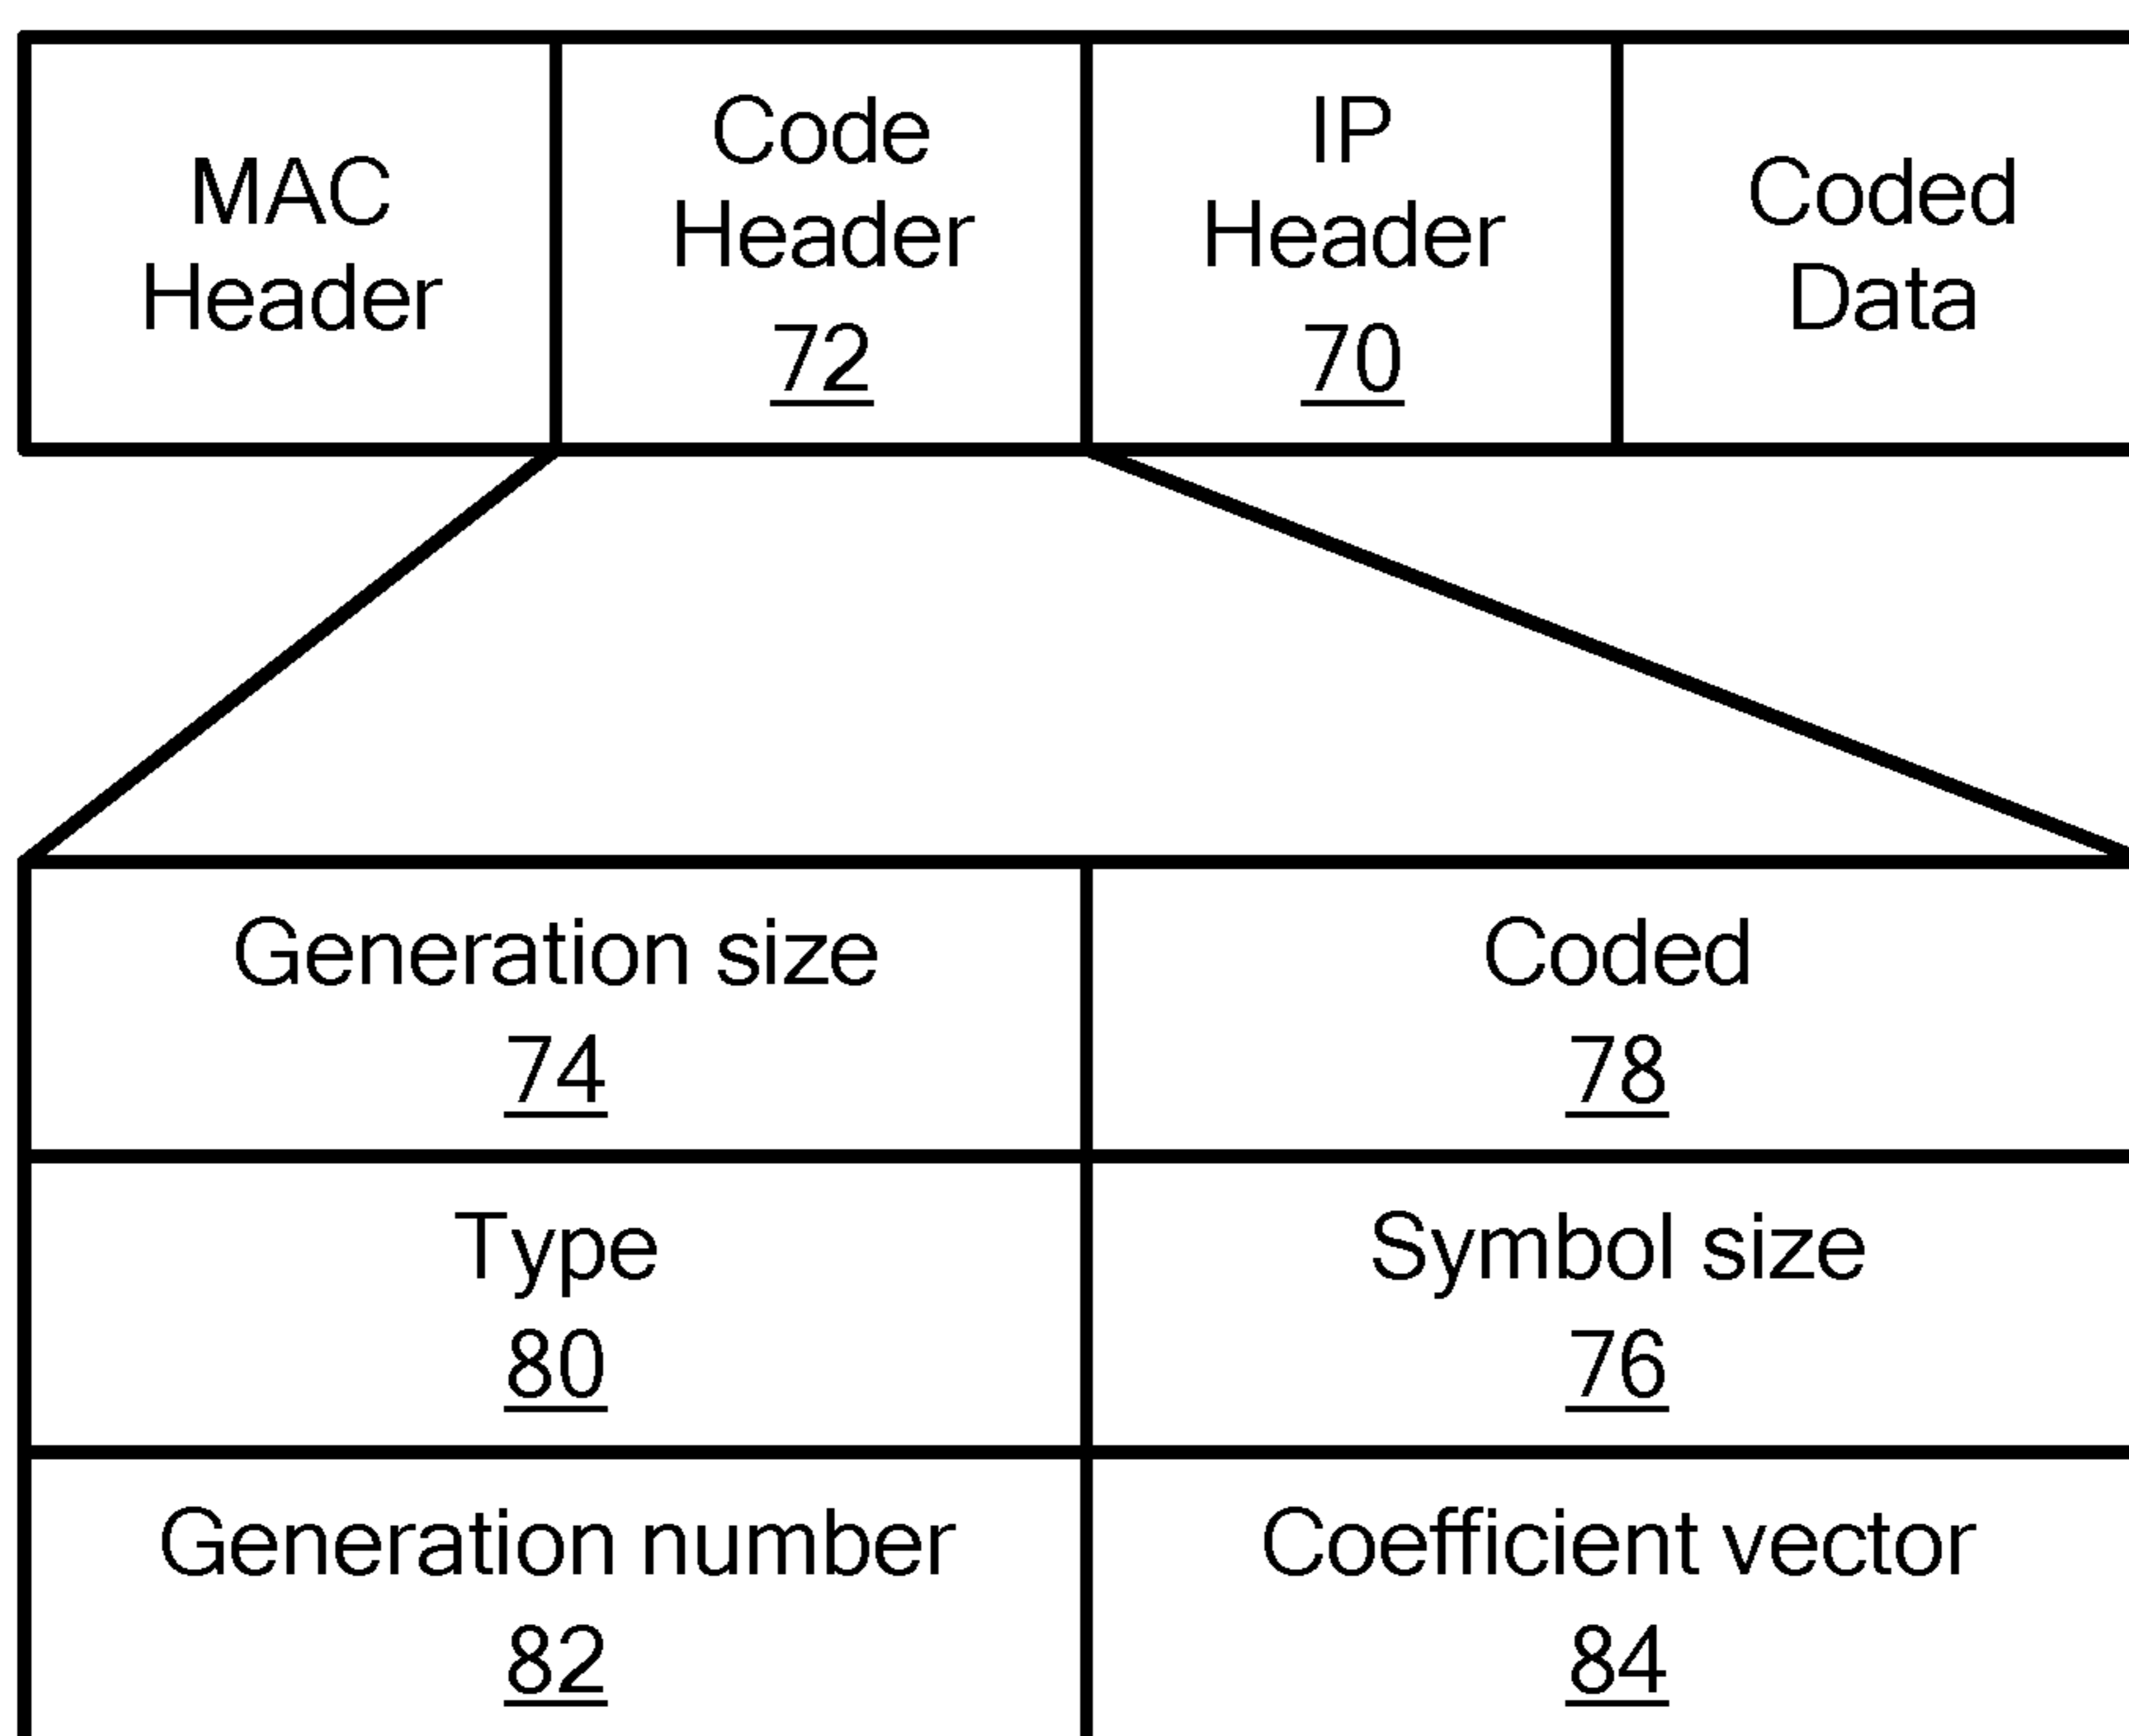 MAC
Header
Code
Header
72
IP
Header
70
Coded
Data
Generation size
74
Coded
78
Type
80
Symbol size
76
Generation number
82
Coefficient vector
84